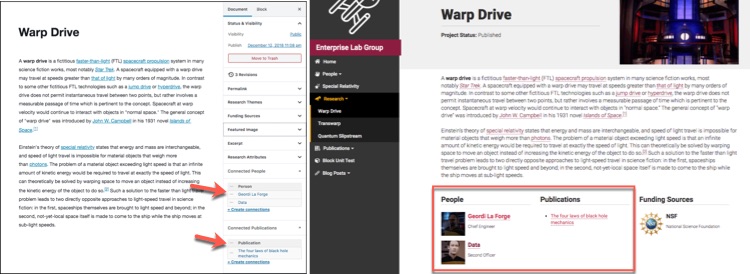 Warp Drive
A warp drive is a fictitious faster-than-light (FTL) spacecraft propulsion system in many
science fiction works, most notably Star Trek. A spacecraft equipped with a warp drive
may travel at speeds greater than that of light by many orders of magnitude. In contrast
to some other fictitious FTL technologies such as a jump drive or hyperdrive, the warp
drive does not permit instantaneous travel between two points, but rather involves a
measurable passage of time which is pertinent to the concept. Spacecraft at warp
velocity would continue to interact with objects in "normal space". The general concept
of "warp drive" was introduced by John W. Campbell in his 1931 novel Islands of
Space.[1]
Einstein's theory of special relativity states that energy and mass are interchangeable,
and speed of light travel is impossible for material objects that weigh more
than photons. The problem of a material object exceeding light speed is that an infinite
amount of kinetic energy would be required to travel at exactly the speed of light. This
can theoretically be solved by warping space to move an object instead of increasing
the kinetic energy of the object to do so.[2] Such a solution to the faster than light travel
problem leads to two directly opposite approaches to light-speed travel in science
fiction: in the first, spaceships themselves are brought to light speed and beyond; in the
second, not-yet-local space itself is made to come to the ship while the ship moves at
sub-light speeds.
Document Block
Status & Visibility
Visibility Public
Publish December 12, 2018 11:08 am
Move to Trash
3 Revisions
Permalink
Research Themes
Funding Sources
Featured Image
Excerpt
Research Attributes
Connected People
Person
Geordi La Forge
Data
+ Create connections
Connected Publications
Publication
The four laws of black hole
mechanics
+ Create connections
Enterprise Lab Group
Home
People
Special Relativity
Research
Warp Drive
Transwarp
Quantum Slipstream
Publications
Block Unit Test
Blog Posts
Warp Drive
Project Status: Published
A warp drive is a fictitious faster-than-light (FTL) spacecraft propulsion system in many science fiction works, most
notably Star Trek. A spacecraft equipped with a warp drive may travel at speeds greater than that of light by many orders
of magnitude. In contrast to some other fictitious FTL technologies such as a jump drive or hyperdrive, the warp drive
does not permit instantaneous travel between two points, but rather involves a measurable passage of time which is
pertinent to the concept. Spacecraft at warp velocity would continue to interact with objects in "normal space". The general concept of "warp
drive" was introduced by John W. Campbell in his 1931 novel Islands of Space.[1]
Einstein's theory of special relativity states that energy and mass are interchangeable, and speed of light travel is impossible for material
objects that weigh more than photons. The problem of a material object exceeding light speed is that an infinite amount of kinetic energy
would be required to travel at exactly the speed of light. This can theoretically be solved by warping space to move an object instead of
increasing the kinetic energy of the object to do so.[2] Such a solution to the faster than light travel
problem leads to two directly opposite approaches to light-speed travel in science fiction: in the first, spaceships
themselves are brought to light speed and beyond; in the second, not-yet-local space itself is made to come to the ship while the ship moves
at sub-light speeds.
People
Geordi La Forge
Chief Engineer
Data
Second Officer
Publications
The four laws of black hole
mechanics
Funding Sources
NSF
National Science Foundation